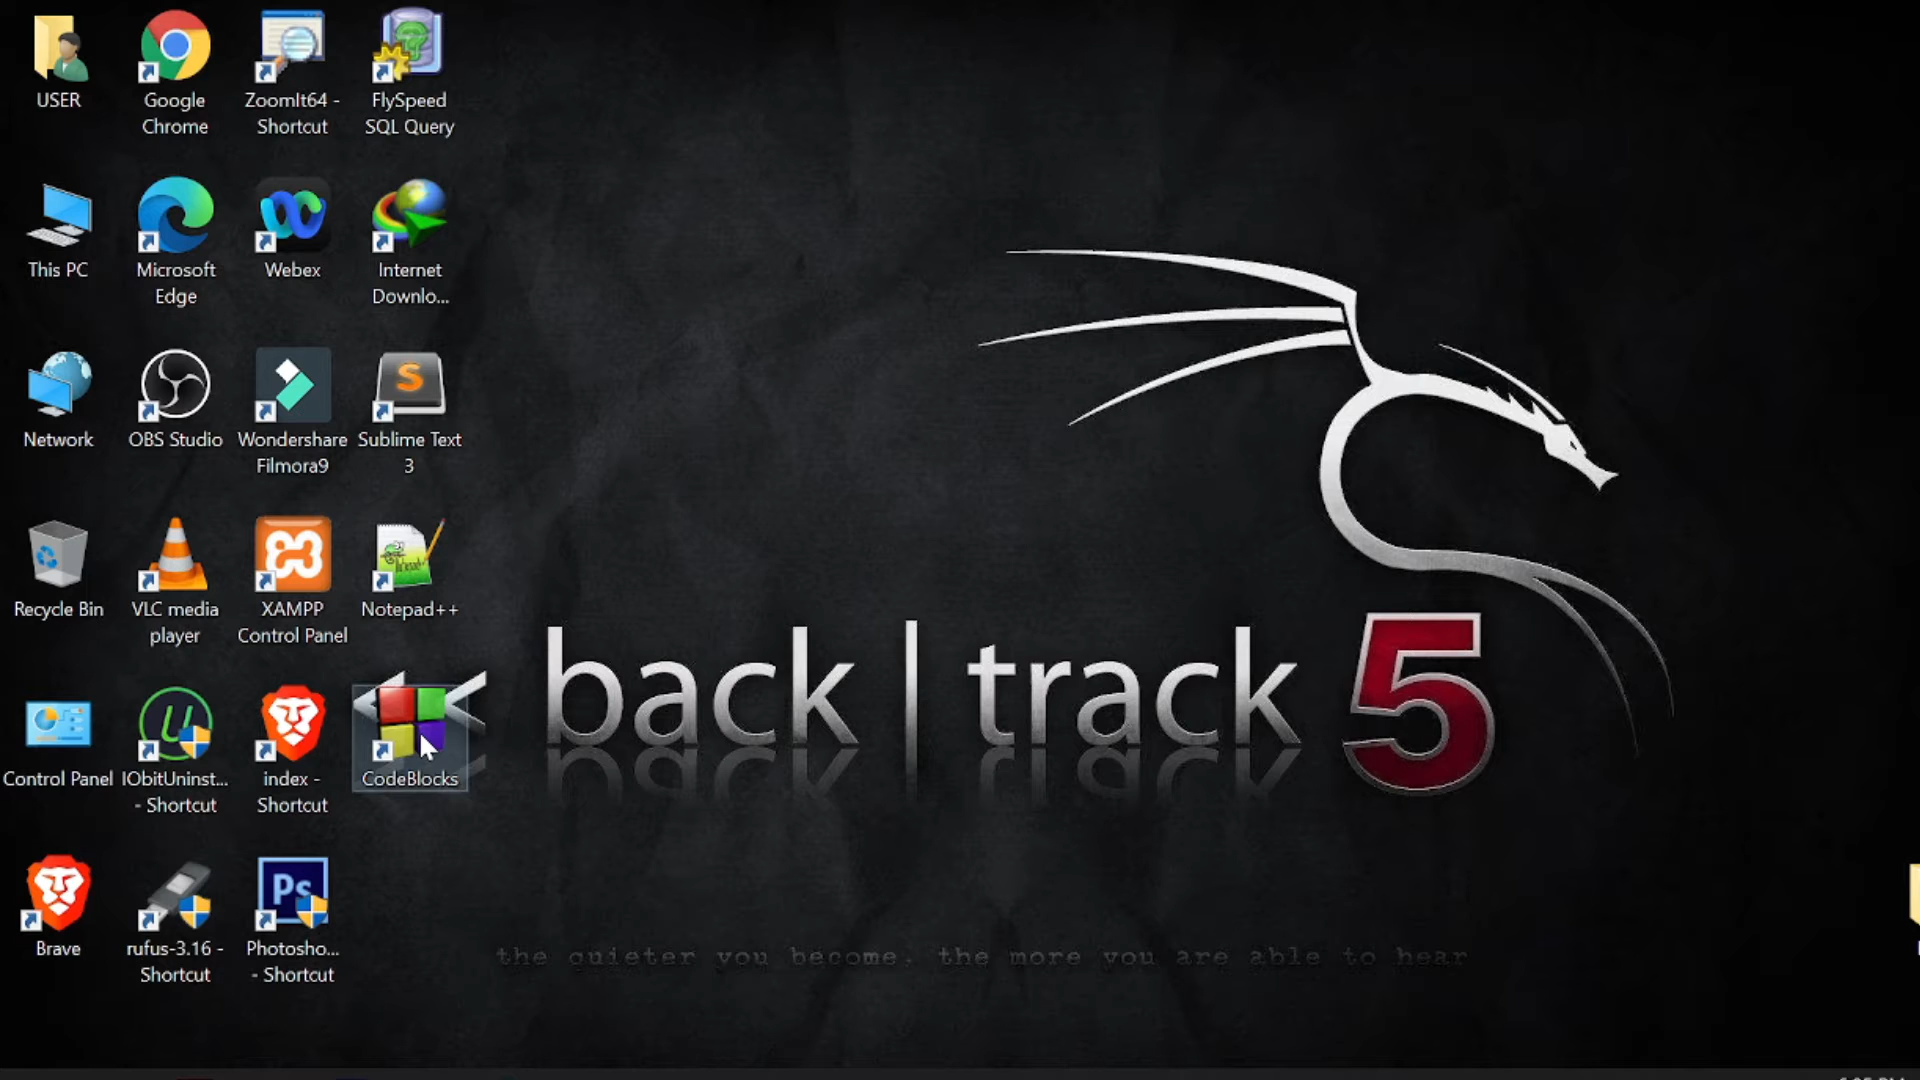 USER
Google
Chrome
ZoomIt64 -
Shortcut
FlySpeed
SQL Query
This PC
Microsoft
Edge
Webex
Internet
Downlo...
Network
OBS Studio
Wondershare
Filmora9
Sublime Text
3
Recycle Bin
VLC media
player
XAMPP
Control Panel
Notepad++
Control Panel
IObitUninst...
- Shortcut
index -
Shortcut
CodeBlocks
Brave
rufus-3.16 -
Shortcut
Ps
Photosho...
- Shortcut
<< back | track 5
the quieter you become, the more you are able to hear